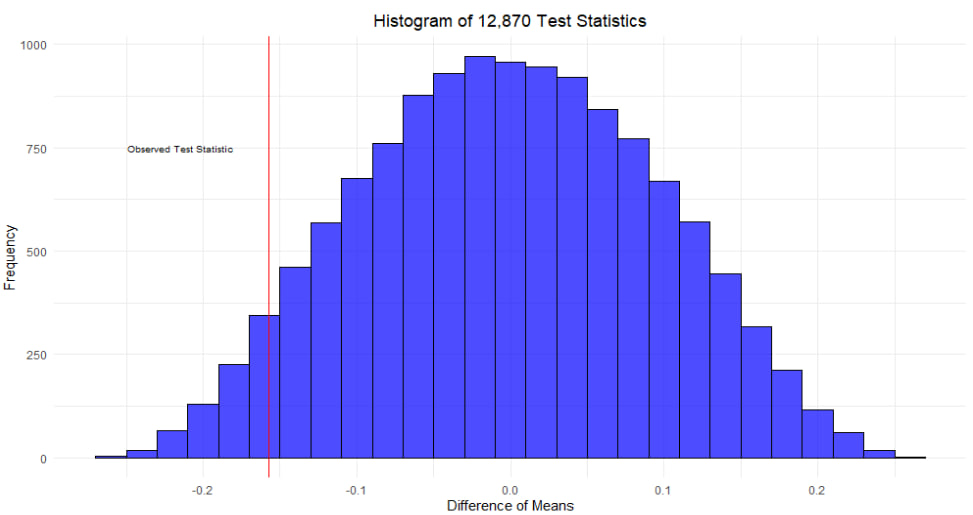 Histogram of 12,870 Test Statistics
1000
750
500
250
0
Frequency
Observed Test Statistic
-0.2
-0.1
0.0
0.1
0.2
Difference of Means